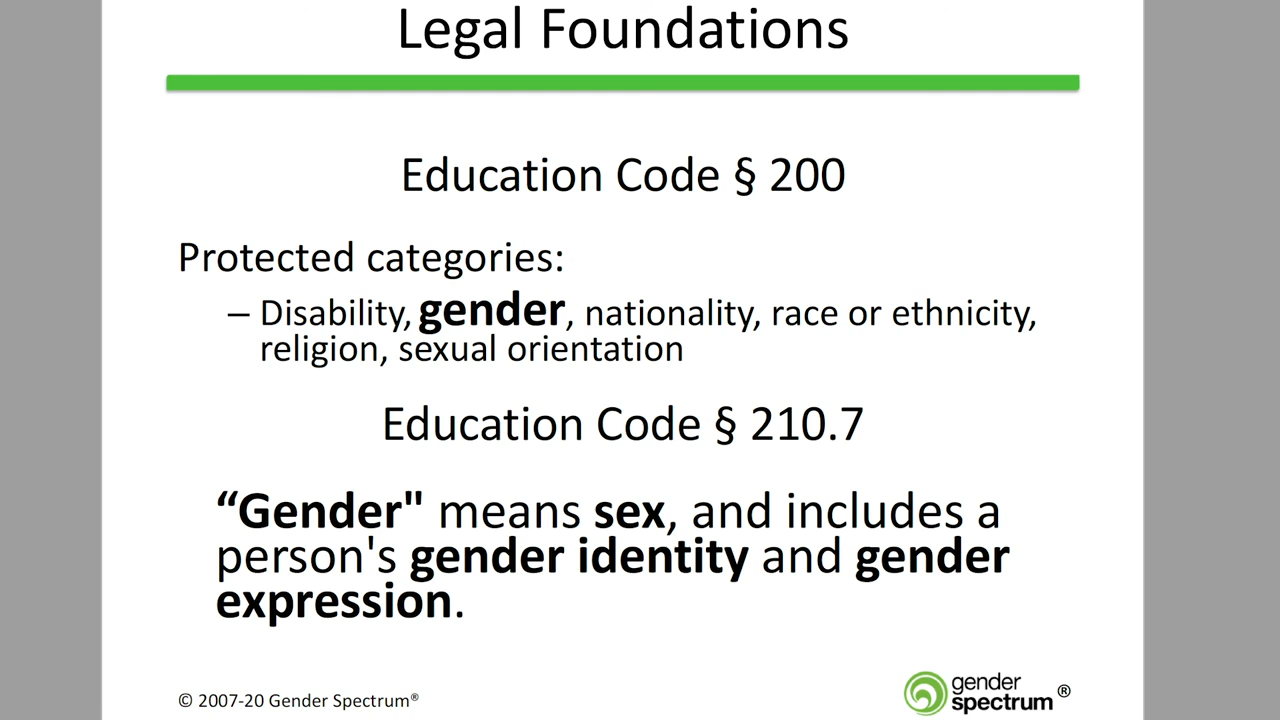 Legal Foundations
Education Code § 200
Protected categories:
– Disability, gender, nationality, race or ethnicity,
religion, sexual orientation
Education Code § 210.7
“Gender" means sex, and includes a
person's gender identity and gender
expression.
© 2007-20 Gender Spectrum®
gender
spectrum ®